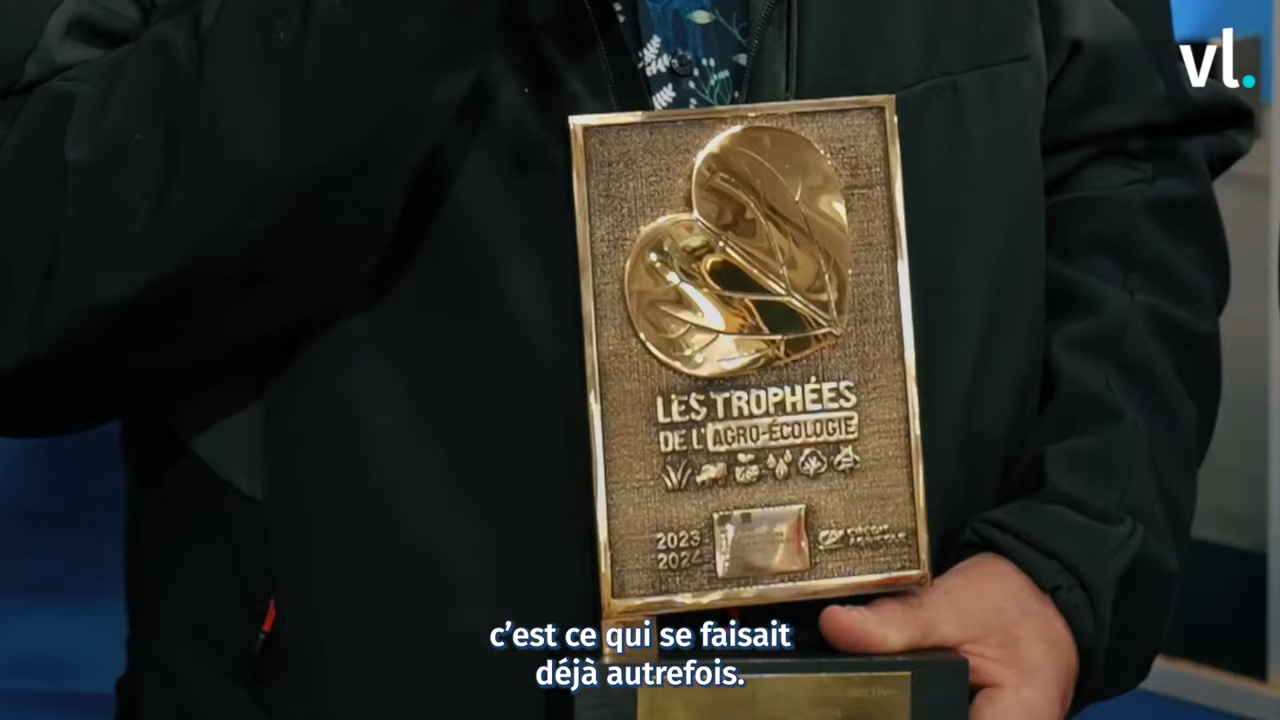 vl.
LES TROPHÉES
DE L'AGRO-ÉCOLOGIE
2023
2024
c'est ce qui se faisait
déjà autrefois.